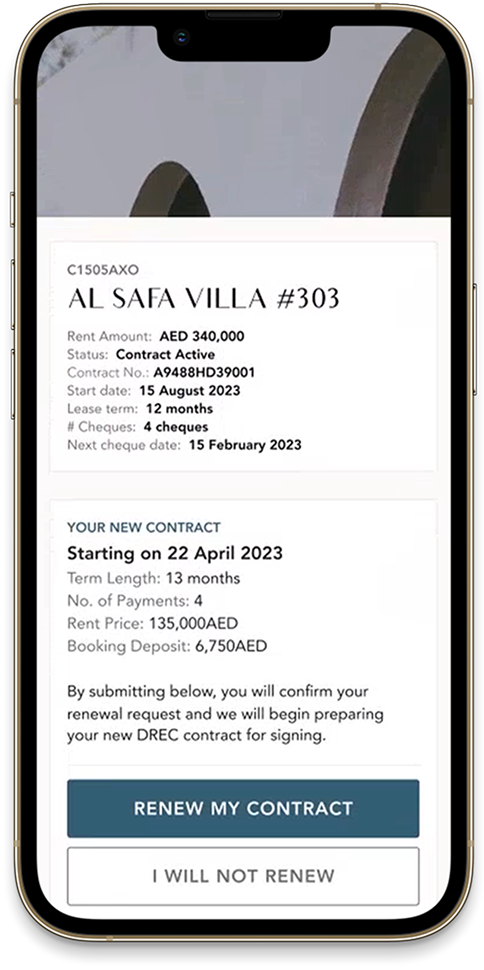 C1505AXO
AL SAFA VILLA #303
Rent Amount: AED 340,000
Status: Contract Active
Contract No.: A9488HD39001
Start date: 15 August 2023
Lease term: 12 months
# Cheques: 4 cheques
Next cheque date: 15 February 2023
YOUR NEW CONTRACT
Starting on 22 April 2023
Term Length: 13 months
No. of Payments: 4
Rent Price: 135,000AED
Booking Deposit: 6,750AED
By submitting below, you will confirm your
renewal request and we will begin preparing
your new DREC contract for signing.
RENEW MY CONTRACT
I WILL NOT RENEW